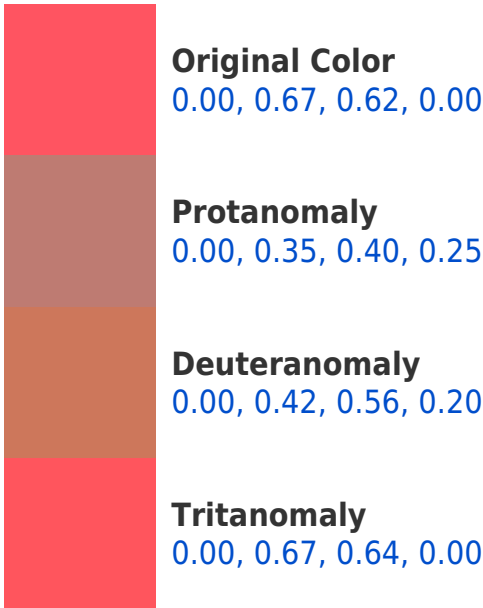 Original Color
0.00, 0.67, 0.62, 0.00
Protanomaly
0.00, 0.35, 0.40, 0.25
Deuteranomaly
0.00, 0.42, 0.56, 0.20
Tritanomaly
0.00, 0.67, 0.64, 0.00